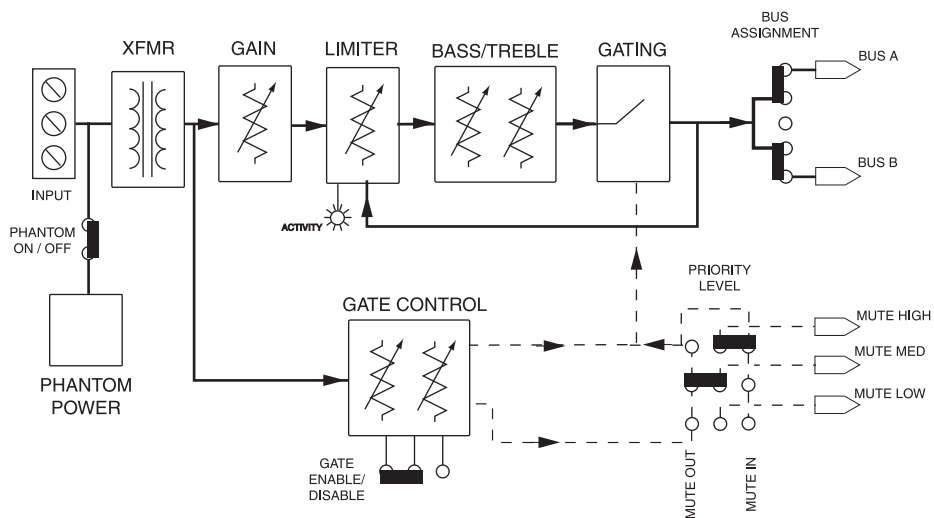 BUS
ASSIGNMENT
XFMR
GAIN
LIMITER
BASS/TREBLE
GATING
BUS A
INPUT
BUS B
PHANTOM
ON / OFF
ACTIVITY
PRIORITY
LEVEL
GATE CONTROL
MUTE HIGH
MUTE MED
PHANTOM
POWER
MUTE LOW
GATE
ENABLE/
DISABLE
MUTE OUT
MUTE IN